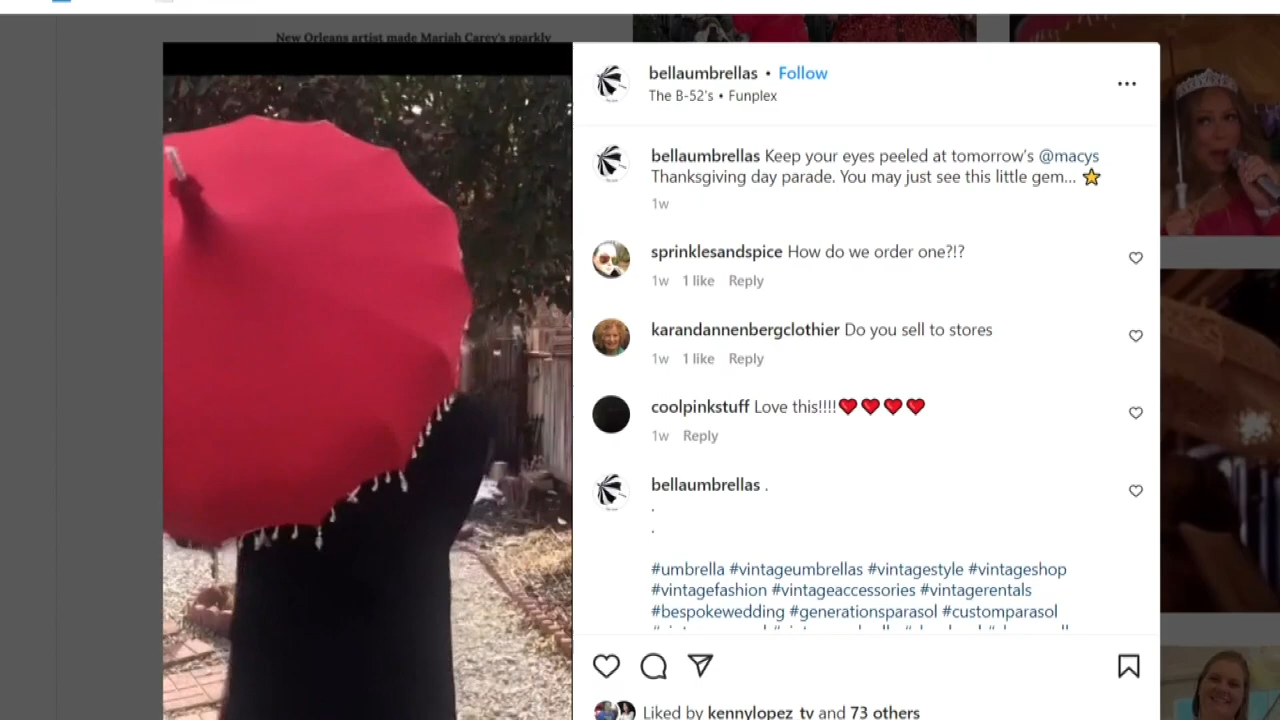 New Orleans artist made Mariah Carey's sparkly
bellaumbrellas • Follow
The B-52's • Funplex
bellaumbrellas Keep your eyes peeled at tomorrow's @macys
Thanksgiving day parade. You may just see this little gem... ⭐
1w
sprinklesandspice How do we order one?!?
1w 1 like Reply
karandannenbergclothier Do you sell to stores
1w 1 like Reply
coolpinkstuff Love this!!!!❤️❤️❤️❤️
1w Reply
bellaumbrellas .
.
.
#umbrella #vintageumbrellas #vintagestyle #vintageshop
#vintagefashion #vintageaccessories #vintagerentals
#bespokewedding #generationsparasol #customparasol
Liked by kennylopez_tv and 73 others